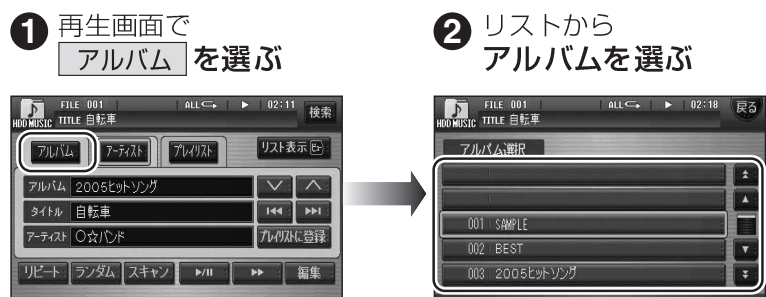 1 再生画面で
アルバム を選ぶ
FILE 001 ALL ▶ 02:11
HDD MUSIC TITLE 自転車
検索
アルバム アーティスト プレイリスト リスト表示
アルバム 2005ヒットソング
タイトル 自転車
アーティスト ○☆バンド プレイリストに登録
リピート ランダム スキャン ▶/II ▶▶ 編集
2 リストから
アルバムを選ぶ
FILE 001 ALL ▶ 02:18
HDD MUSIC TITLE 自転車
戻る
アルバム選択
001 SAMPLE
002 BEST
003 2005ヒットソング